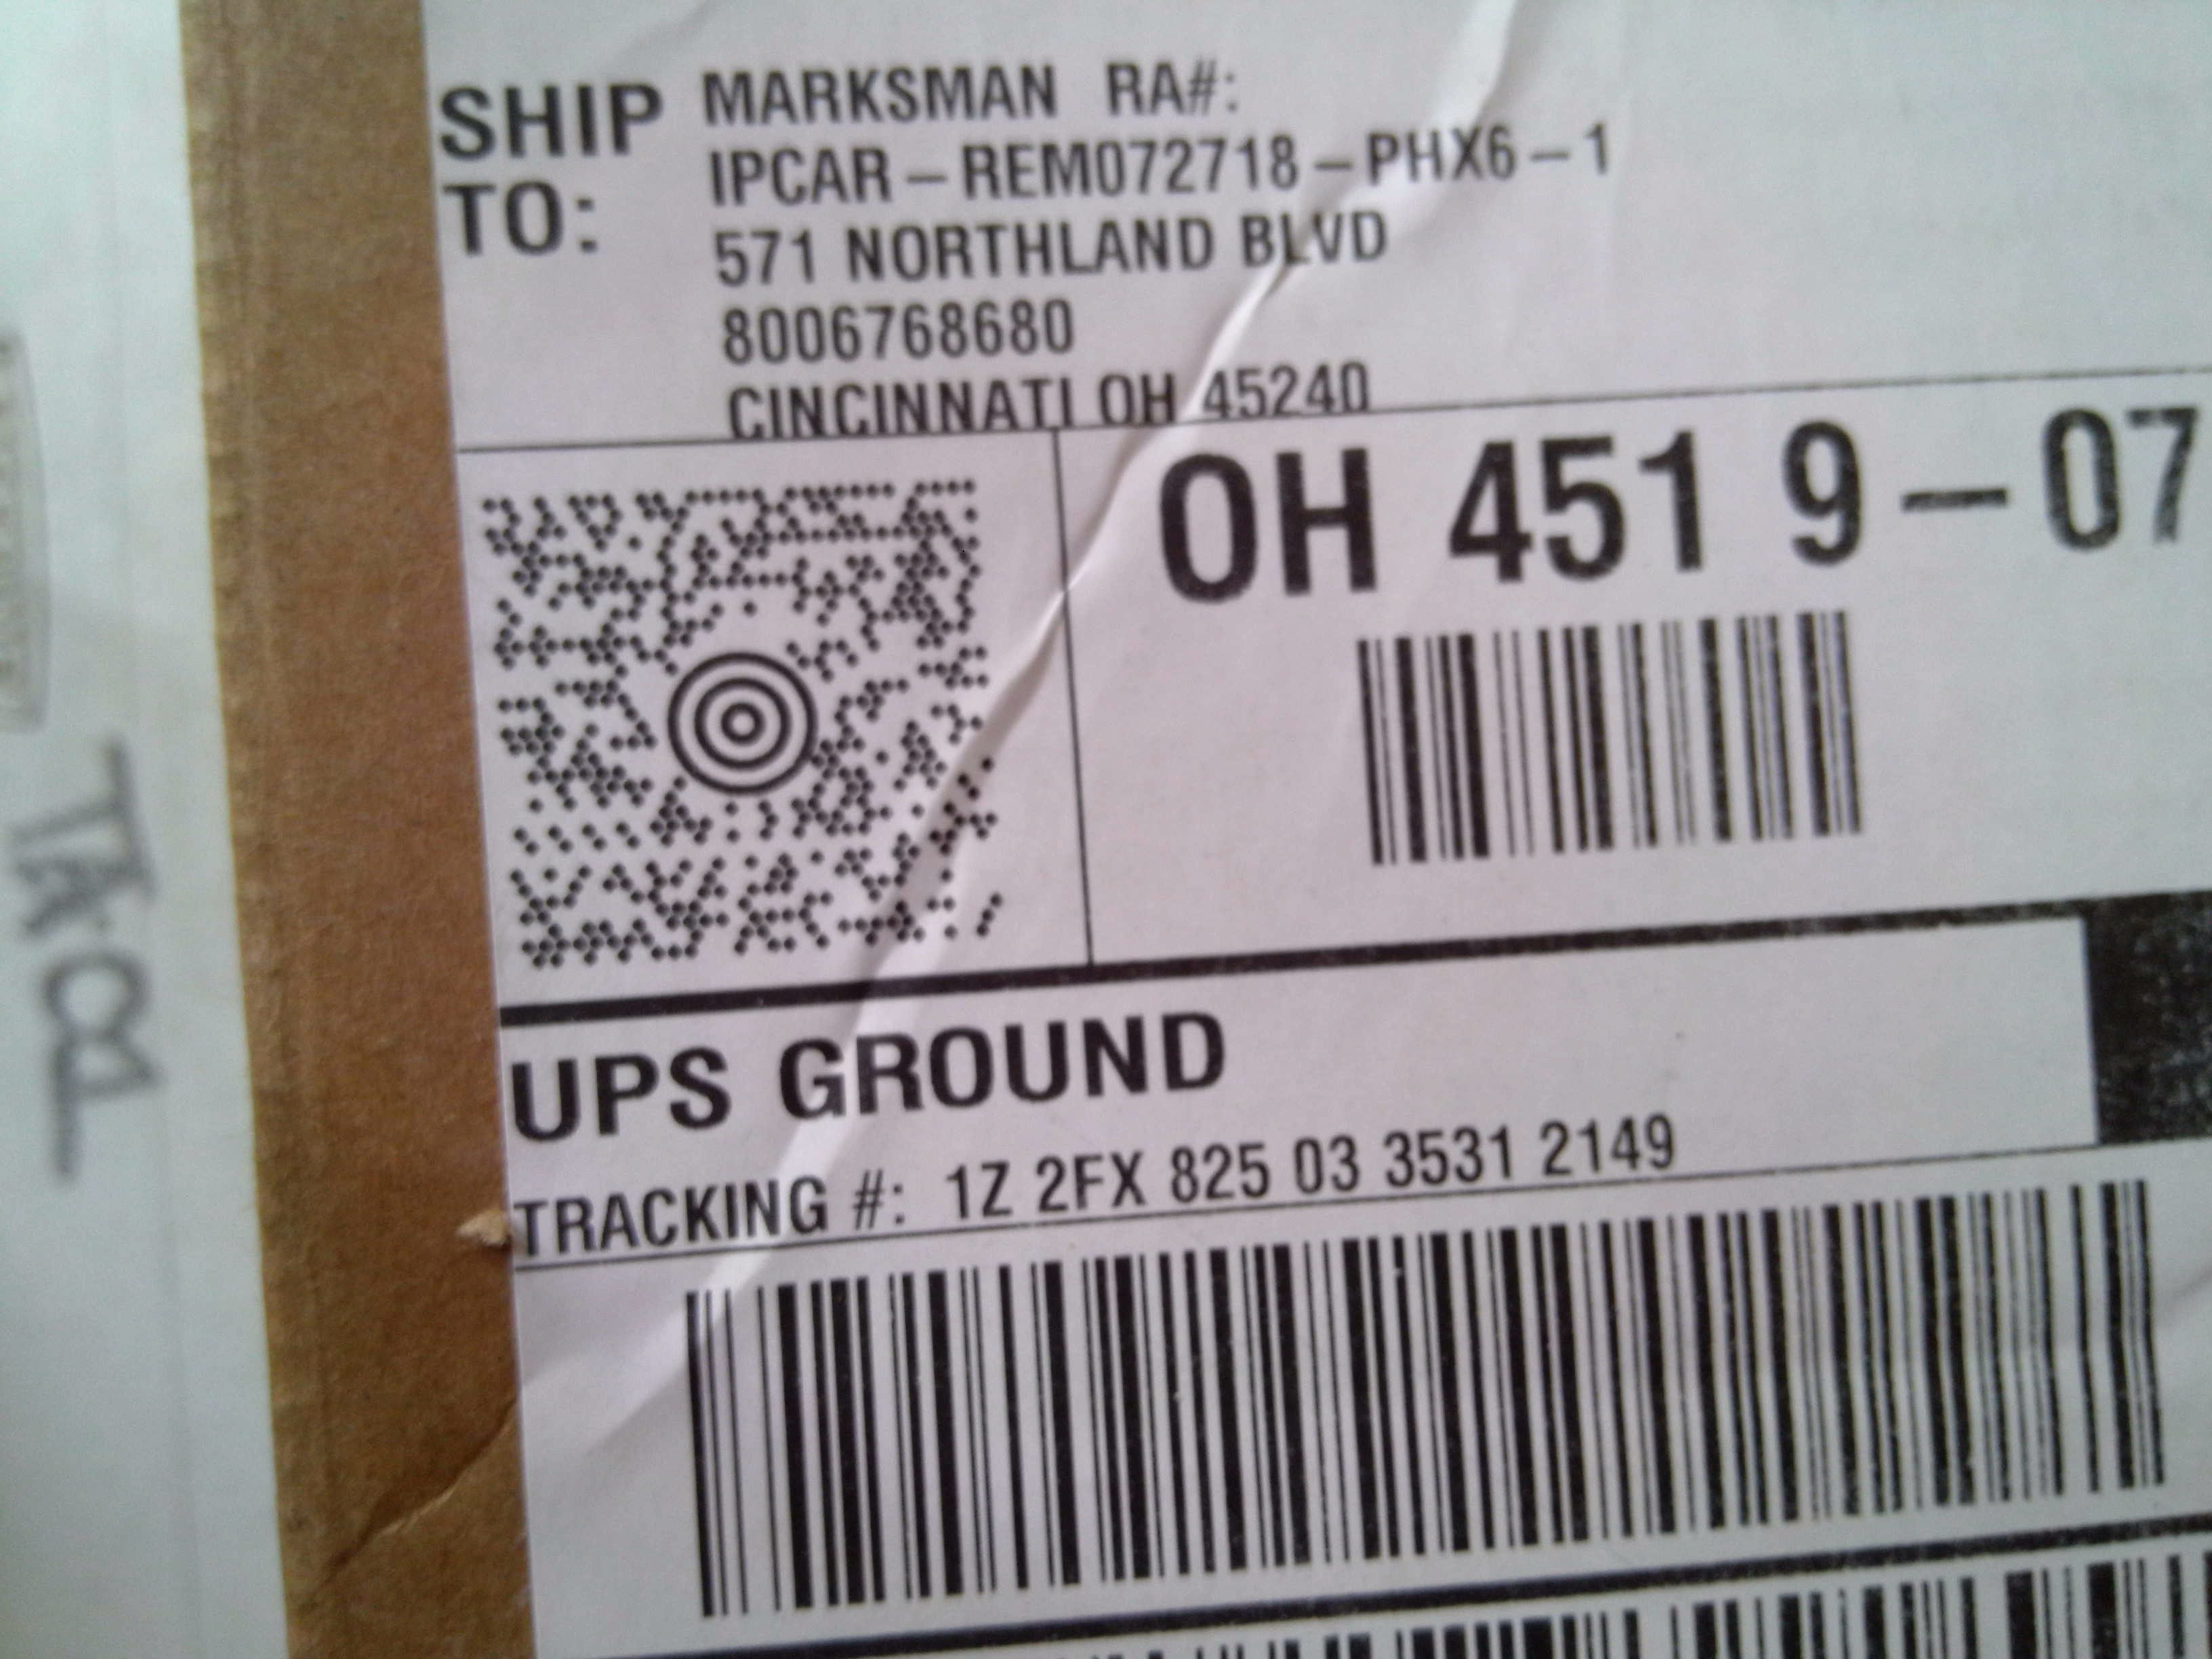 SHIP TO:
MARKSMAN RA#:
IPCAR-REM072718-PHX6-1
571 NORTHLAND BLVD
8006768680
CINCINNATI OH 45240
OH 451 9-07
UPS GROUND
TRACKING #: 1Z 2FX 825 03 3531 2149